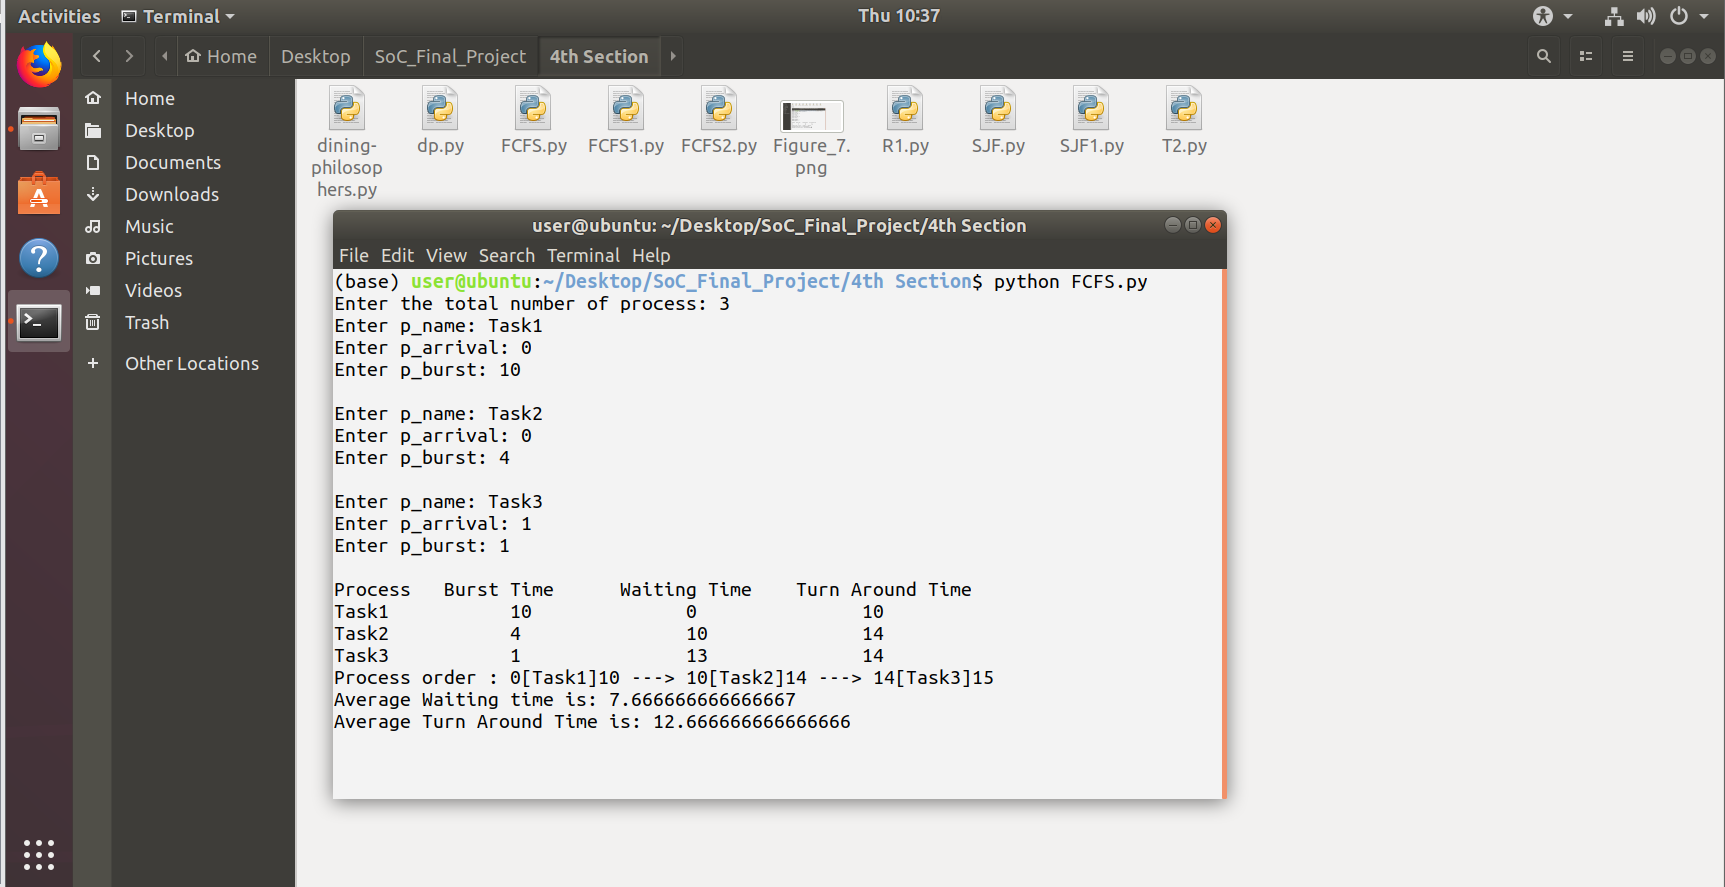 Activities Terminal Thu 10:37
Home Desktop SoC_Final_Project 4th Section
Home
Desktop
Documents
Downloads
Music
Pictures
Videos
Trash
+ Other Locations
dining-
philosop
hers.py
dp.py
FCFS.py
FCFS1.py
FCFS2.py
Figure_7.
png
R1.py
SJF.py
SJF1.py
T2.py
user@ubuntu: ~/Desktop/SoC_Final_Project/4th Section
File Edit View Search Terminal Help
(base) user@ubuntu:~/Desktop/SoC_Final_Project/4th Section$ python FCFS.py
Enter the total number of process: 3
Enter p_name: Task1
Enter p_arrival: 0
Enter p_burst: 10
Enter p_name: Task2
Enter p_arrival: 0
Enter p_burst: 4
Enter p_name: Task3
Enter p_arrival: 1
Enter p_burst: 1
Process Burst Time Waiting Time Turn Around Time
Task1 10 0 10
Task2 4 10 14
Task3 1 13 14
Process order : 0[Task1]10 ---> 10[Task2]14 ---> 14[Task3]15
Average Waiting time is: 7.666666666666667
Average Turn Around Time is: 12.666666666666666